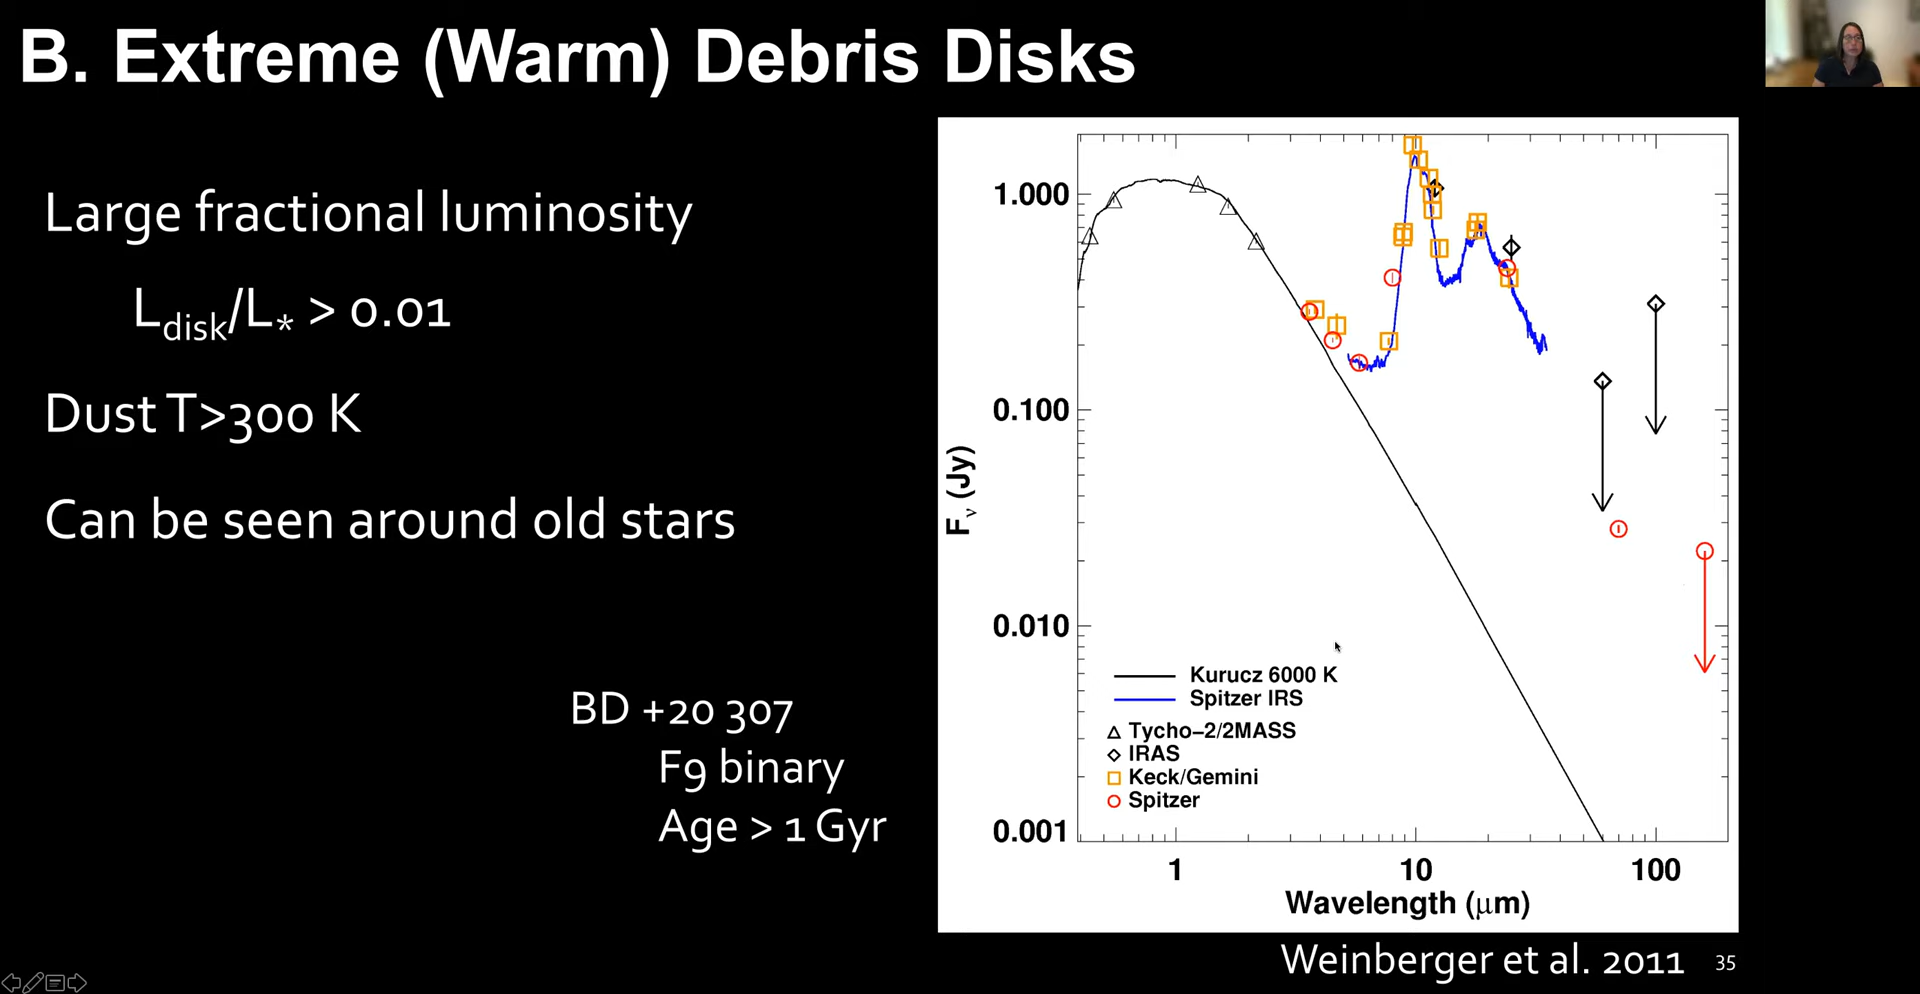 B. Extreme (Warm) Debris Disks
Large fractional luminosity
Ldisk/L* > 0.01
Dust T>300 K
Can be seen around old stars
BD +20 307
F9 binary
Age > 1 Gyr
1.000
0.100
0.010
0.001
Fν (Jy)
Kurucz 6000 K
Spitzer IRS
Tycho-2/2MASS
IRAS
Keck/Gemini
Spitzer
1 10 100
Wavelength (μm)
Weinberger et al. 2011
35